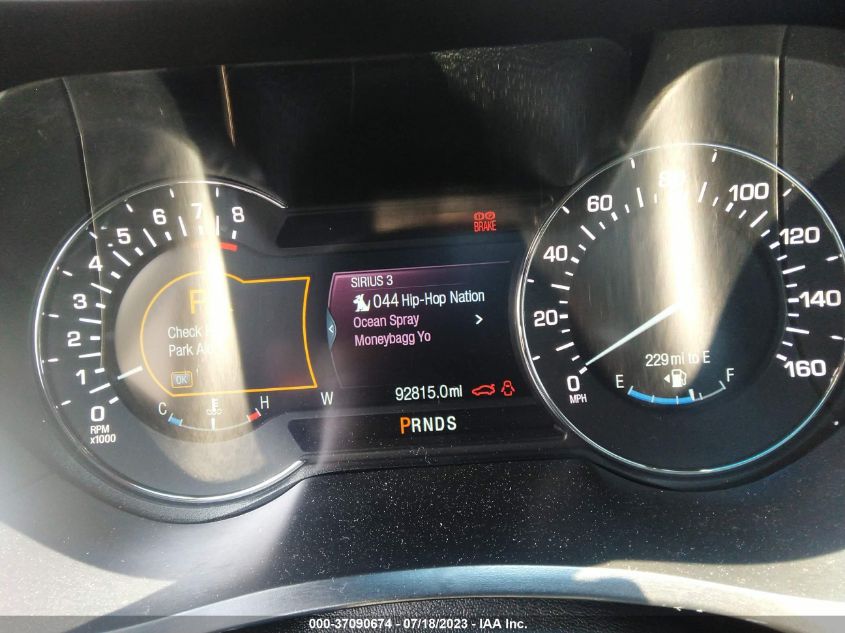 BRAKE
8
7
6
5
4
3
2
1
0
RPM
x1000
Check
Park
OK
C
E
H
W
SIRIUS 3
044 Hip-Hop Nation
Ocean Spray
Moneybagg Yo
92815.0mi
PRNDS
0
20
40
60
80
100
120
140
160
MPH
229 mi to E
E
F
000-37090674 - 07/18/2023 - IAA Inc.